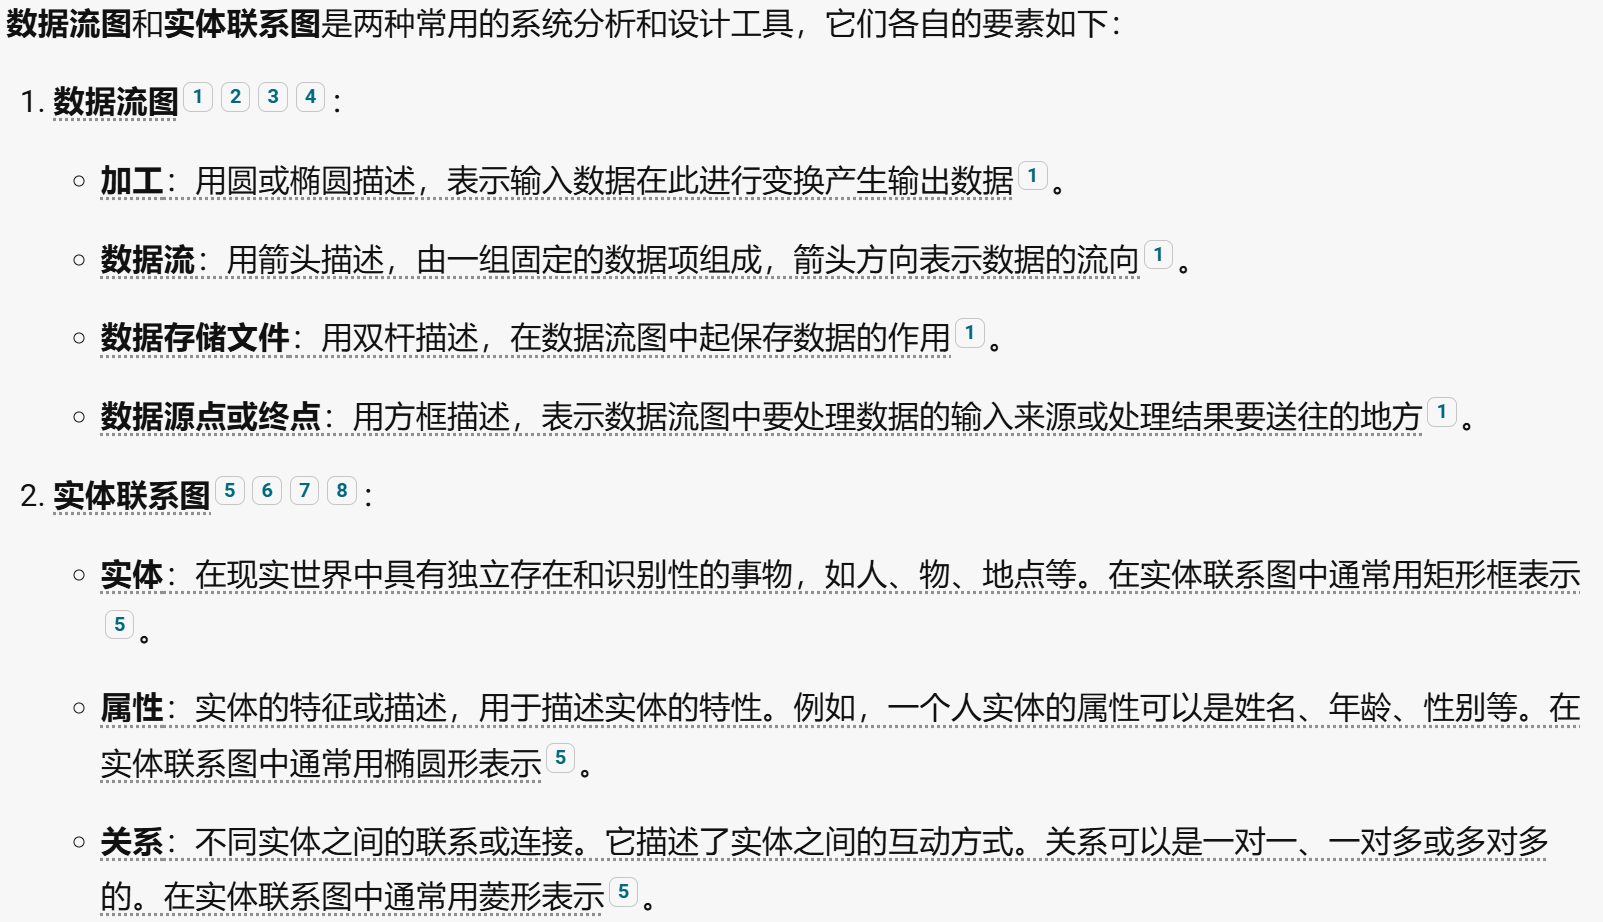 数据流图和实体联系图是两种常用的系统分析和设计工具，它们各自的要素如下：
1. 数据流图 1 2 3 4 ：
加工：用圆或椭圆描述，表示输入数据在此进行变换产生输出数据 1 。
数据流：用箭头描述，由一组固定的数据项组成，箭头方向表示数据的流向 1 。
数据存储文件：用双杆描述，在数据流图中起保存数据的作用 1 。
数据源点或终点：用方框描述，表示数据流图中要处理数据的输入来源或处理结果要送往的地方 1 。
2. 实体联系图 5 6 7 8 ：
实体：在现实世界中具有独立存在和识别性的事物，如人、物、地点等。在实体联系图中通常用矩形框表示
5 。
属性：实体的特征或描述，用于描述实体的特性。例如，一个人实体的属性可以是姓名、年龄、性别等。在
实体联系图中通常用椭圆形表示 5 。
关系：不同实体之间的联系或连接。它描述了实体之间的互动方式。关系可以是一对一、一对多或多对多
的。在实体联系图中通常用菱形表示 5 。